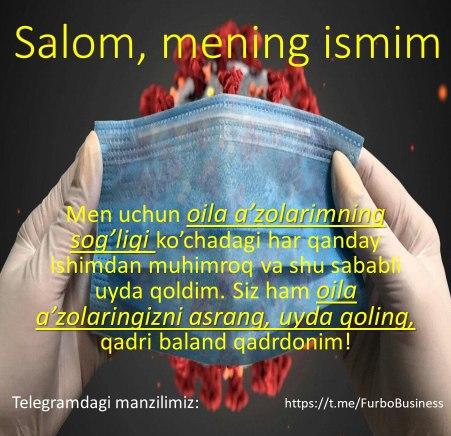 Salom, mening ismim
Men uchun oila a’zolarimning
sog’ligi ko’chadagi har qanday
ishimdan muhimroq va shu sababli
uyda qoldim. Siz ham oila
a’zolaringizni asrang, uyda qoling,
qadri baland qadrdonim!
Telegramdagi manzilimiz: https://t.me/FurboBusiness